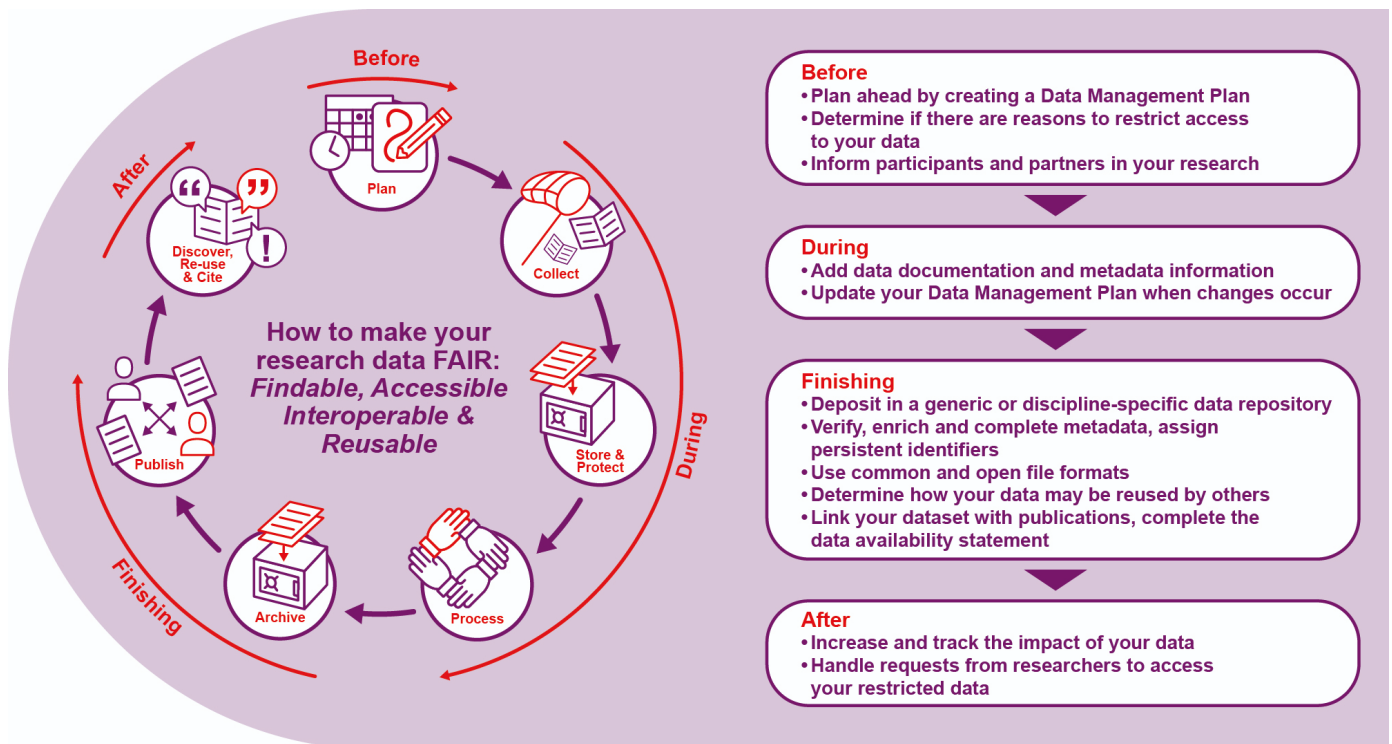 Before
Plan
Collect
Store &
Protect
During
Process
Archive
Finishing
Publish
Discover,
Re-use
& Cite
After
How to make your
research data FAIR:
Findable, Accessible
Interoperable &
Reusable
Before
• Plan ahead by creating a Data Management Plan
• Determine if there are reasons to restrict access
to your data
• Inform participants and partners in your research
During
• Add data documentation and metadata information
• Update your Data Management Plan when changes occur
Finishing
• Deposit in a generic or discipline-specific data repository
• Verify, enrich and complete metadata, assign
persistent identifiers
• Use common and open file formats
• Determine how your data may be reused by others
• Link your dataset with publications, complete the
data availability statement
After
• Increase and track the impact of your data
• Handle requests from researchers to access
your restricted data